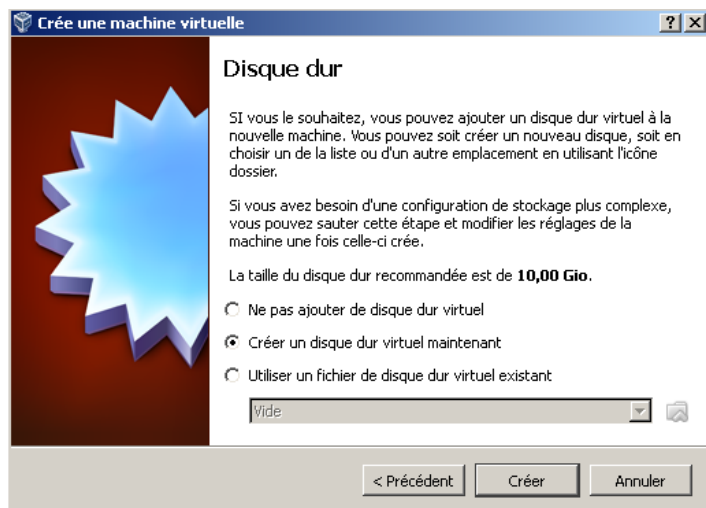 Crée une machine virtuelle
Disque dur
SI vous le souhaitez, vous pouvez ajouter un disque dur virtuel à la
nouvelle machine. Vous pouvez soit créer un nouveau disque, soit en
choisir un de la liste ou d'un autre emplacement en utilisant l'icône
dossier.
Si vous avez besoin d'une configuration de stockage plus complexe,
vous pouvez sauter cette étape et modifier les réglages de la
machine une fois celle-ci crée.
La taille du disque dur recommandée est de 10,00 Gio.
Ne pas ajouter de disque dur virtuel
Créer un disque dur virtuel maintenant
Utiliser un fichier de disque dur virtuel existant
Vide
< Précédent Créer Annuler